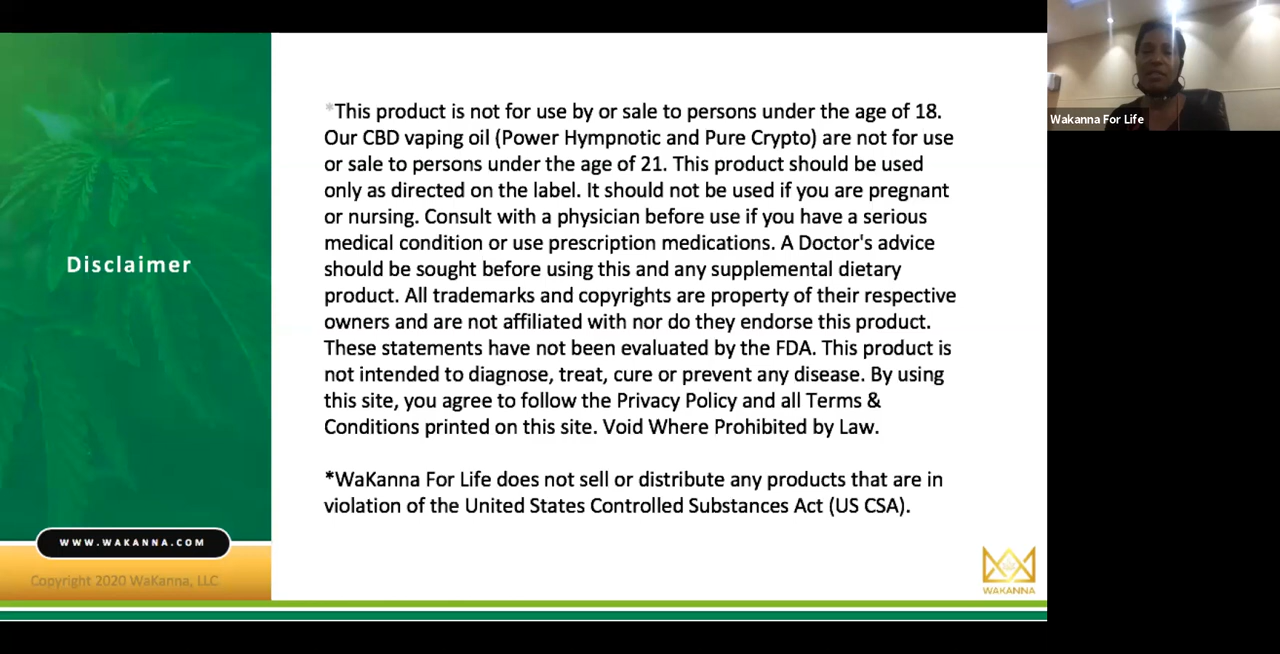 *This product is not for use by or sale to persons under the age of 18.
Our CBD vaping oil (Power Hympnotic and Pure Crypto) are not for use
or sale to persons under the age of 21. This product should be used
only as directed on the label. It should not be used if you are pregnant
or nursing. Consult with a physician before use if you have a serious
medical condition or use prescription medications. A Doctor's advice
should be sought before using this and any supplemental dietary
product. All trademarks and copyrights are property of their respective
owners and are not affiliated with nor do they endorse this product.
These statements have not been evaluated by the FDA. This product is
not intended to diagnose, treat, cure or prevent any disease. By using
this site, you agree to follow the Privacy Policy and all Terms &
Conditions printed on this site. Void Where Prohibited by Law.
*WaKanna For Life does not sell or distribute any products that are in
violation of the United States Controlled Substances Act (US CSA).
Disclaimer
WWW.WAKANNA.COM
Copyright 2020 WaKanna, LLC
WAKANNA
Wakanna For Life